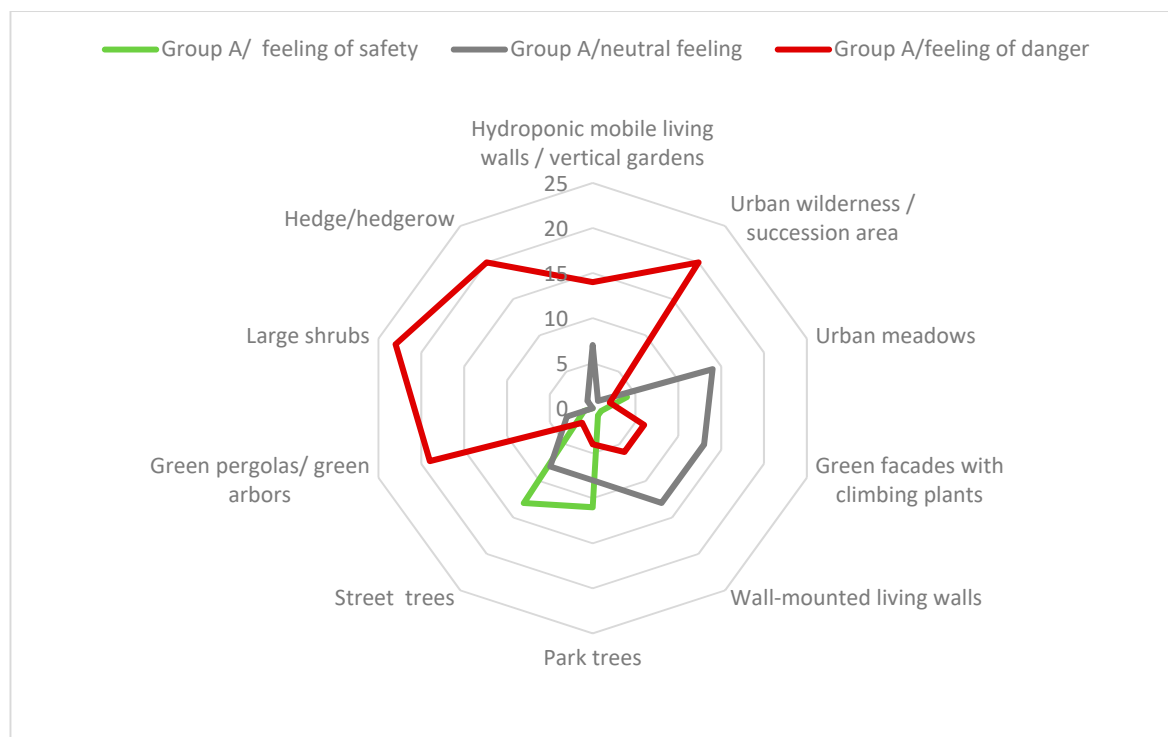 Group A/  feeling of safety
Group A/neutral feeling
Group A/feeling of danger
Hydroponic mobile living
walls / vertical gardens
Urban wilderness /
succession area
Urban meadows
Green facades with
climbing plants
Wall-mounted living walls
Park trees
Street  trees
Green pergolas/ green
arbors
Large shrubs
Hedge/hedgerow
25
20
15
10
5
0